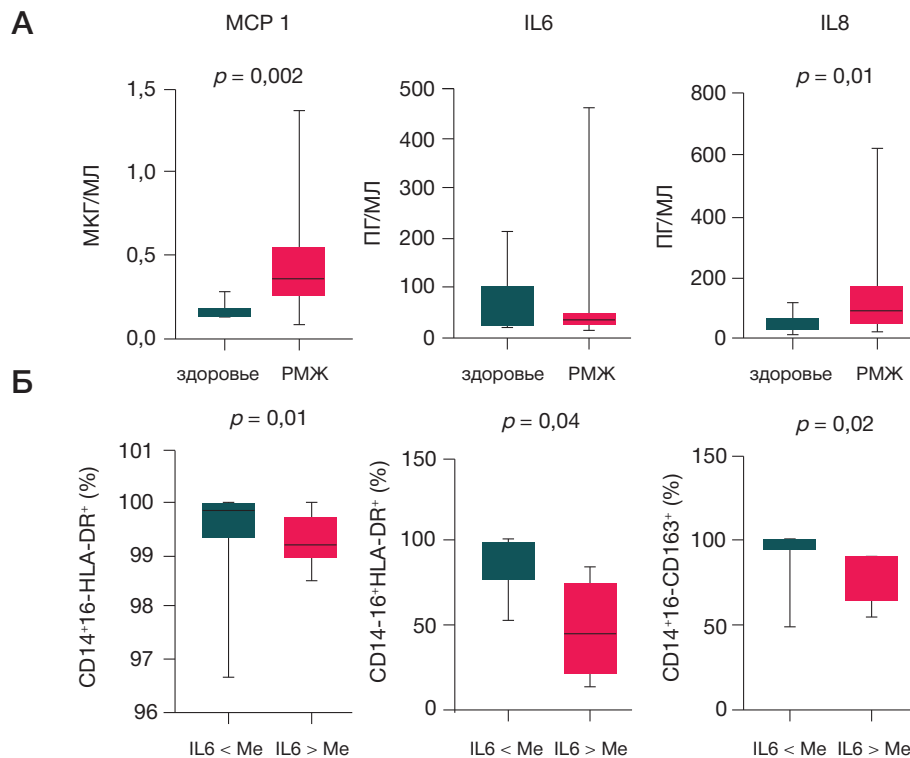 А
MCP 1
IL6
IL8
p = 0,002
p = 0,01
МКГ/МЛ
1,5
1,0
0,5
0,0
здоровье РМЖ
ПГ/МЛ
500
400
300
200
100
0
здоровье РМЖ
ПГ/МЛ
800
600
400
200
0
здоровье РМЖ
Б
p = 0,01
p = 0,04
p = 0,02
CD14+16-HLA-DR+ (%)
101
100
99
98
97
96
IL6 < Me IL6 > Me
CD14-16+HLA-DR+ (%)
150
100
50
0
IL6 < Me IL6 > Me
CD14+16-CD163+ (%)
150
100
50
0
IL6 < Me IL6 > Me